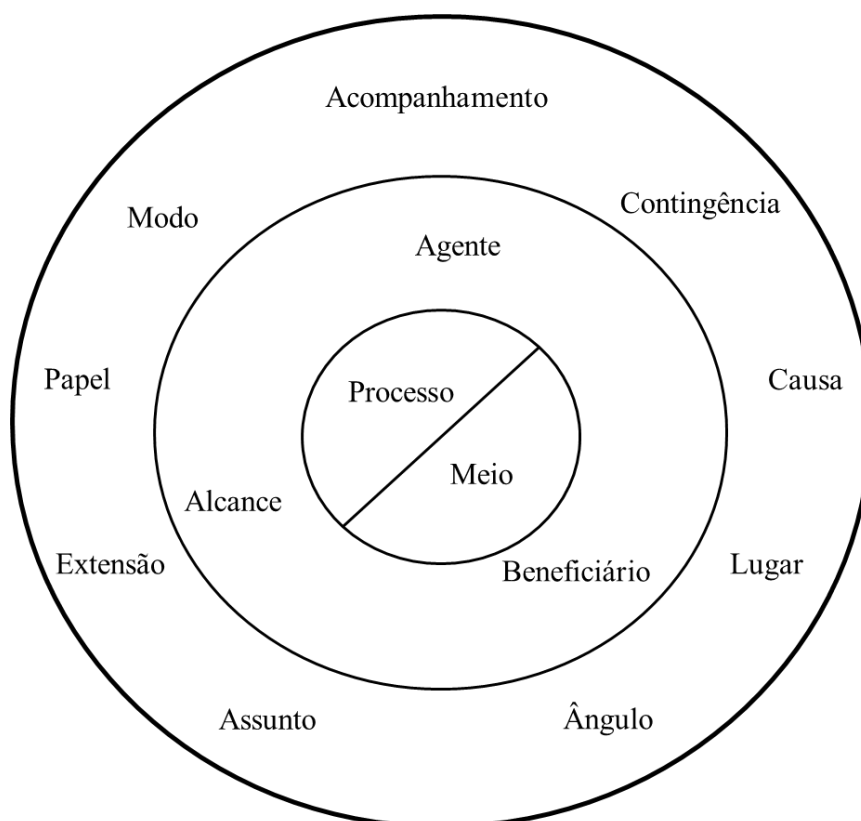 Acompanhamento
Contingência
Modo
Agente
Papel
Processo
Causa
Meio
Alcance
Extensão
Beneficiário
Lugar
Assunto
Ângulo